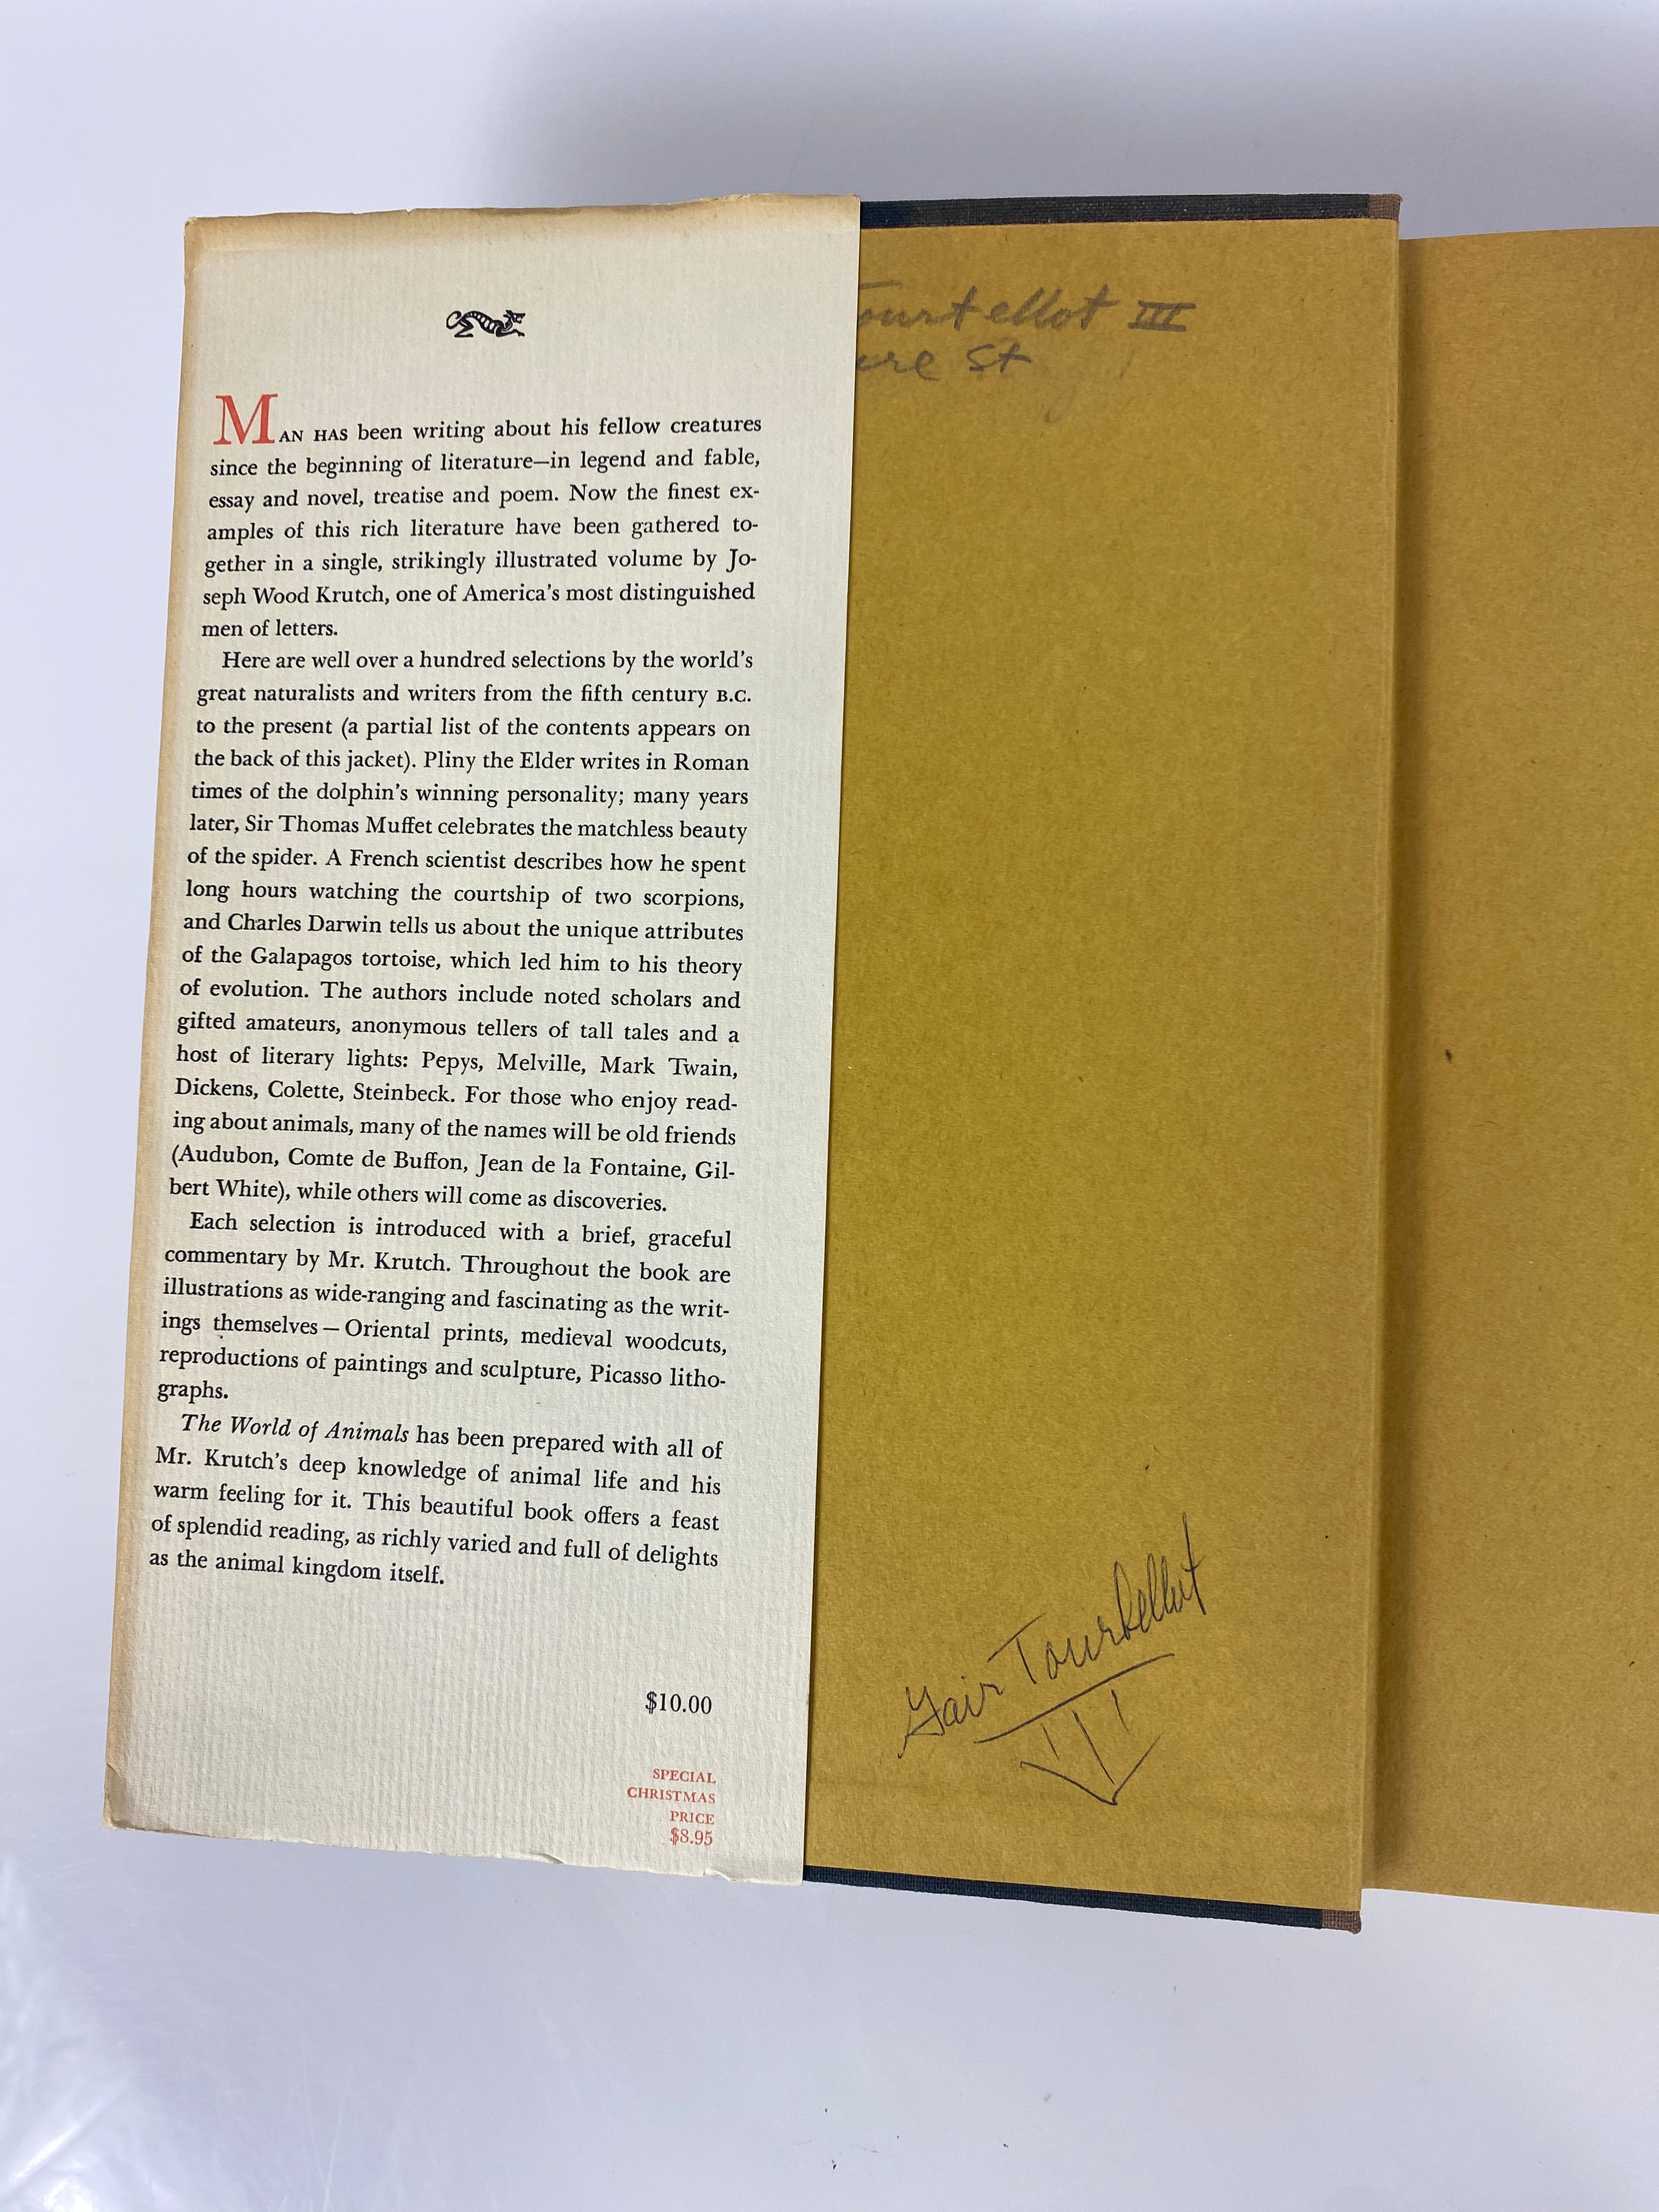 MAN HAS been writing about his fellow creatures
since the beginning of literature—in legend and fable,
essay and novel, treatise and poem. Now the finest ex-
amples of this rich literature have been gathered to-
gether in a single, strikingly illustrated volume by Jo-
seph Wood Krutch, one of America's most distinguished
men of letters.
Here are well over a hundred selections by the world's
great naturalists and writers from the fifth century B.C.
to the present (a partial list of the contents appears on
the back of this jacket). Pliny the Elder writes in Roman
times of the dolphin's winning personality; many years
later, Sir Thomas Muffet celebrates the matchless beauty
of the spider. A French scientist describes how he spent
long hours watching the courtship of two scorpions,
and Charles Darwin tells us about the unique attributes
of the Galapagos tortoise, which led him to his theory
of evolution. The authors include noted scholars and
gifted amateurs, anonymous tellers of tall tales and a
host of literary lights: Pepys, Melville, Mark Twain,
Dickens, Colette, Steinbeck. For those who enjoy read-
ing about animals, many of the names will be old friends
(Audubon, Comte de Buffon, Jean de la Fontaine, Gil-
bert White), while others will come as discoveries.
Each selection is introduced with a brief, graceful
commentary by Mr. Krutch. Throughout the book are
illustrations as wide-ranging and fascinating as the writ-
ings themselves — Oriental prints, medieval woodcuts,
reproductions of paintings and sculpture, Picasso litho-
graphs.
The World of Animals has been prepared with all of
Mr. Krutch's deep knowledge of animal life and his
warm feeling for it. This beautiful book offers a feast
of splendid reading, as richly varied and full of delights
as the animal kingdom itself.
$10.00
SPECIAL
CHRISTMAS
PRICE
$8.95
Tourtellot III
St
Gair Tourtellot
III